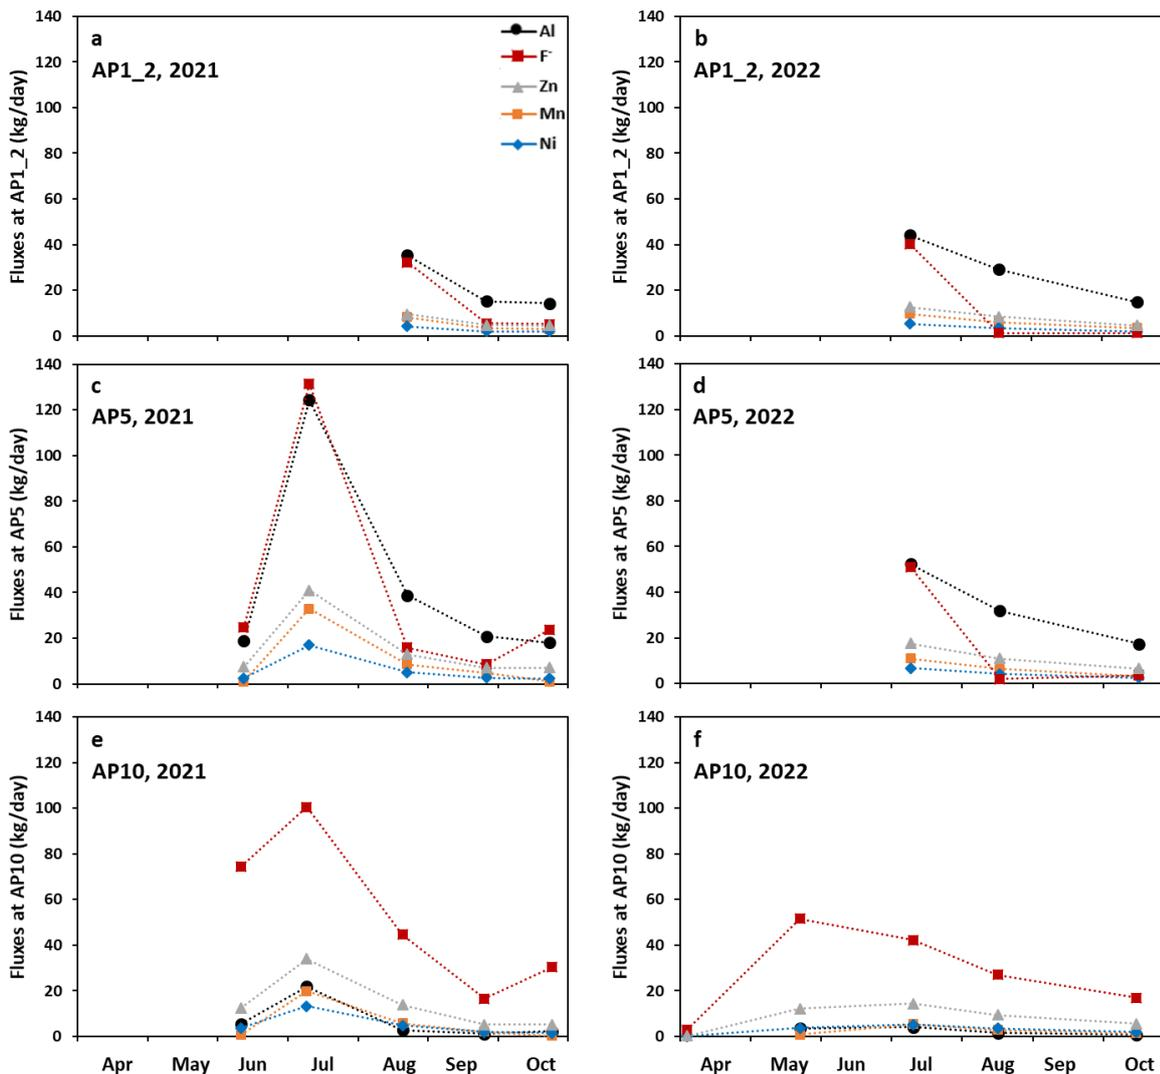 a
AP1_2, 2021
Al
F-
Zn
Mn
Ni
Fluxes at AP1_2 (kg/day)
140
120
100
80
60
40
20
0
b
AP1_2, 2022
Fluxes at AP1_2 (kg/day)
140
120
100
80
60
40
20
0
c
AP5, 2021
Fluxes at AP5 (kg/day)
140
120
100
80
60
40
20
0
d
AP5, 2022
Fluxes at AP5 (kg/day)
140
120
100
80
60
40
20
0
e
AP10, 2021
Fluxes at AP10 (kg/day)
140
120
100
80
60
40
20
0
Apr May Jun Jul Aug Sep Oct
f
AP10, 2022
Fluxes at AP10 (kg/day)
140
120
100
80
60
40
20
0
Apr May Jun Jul Aug Sep Oct